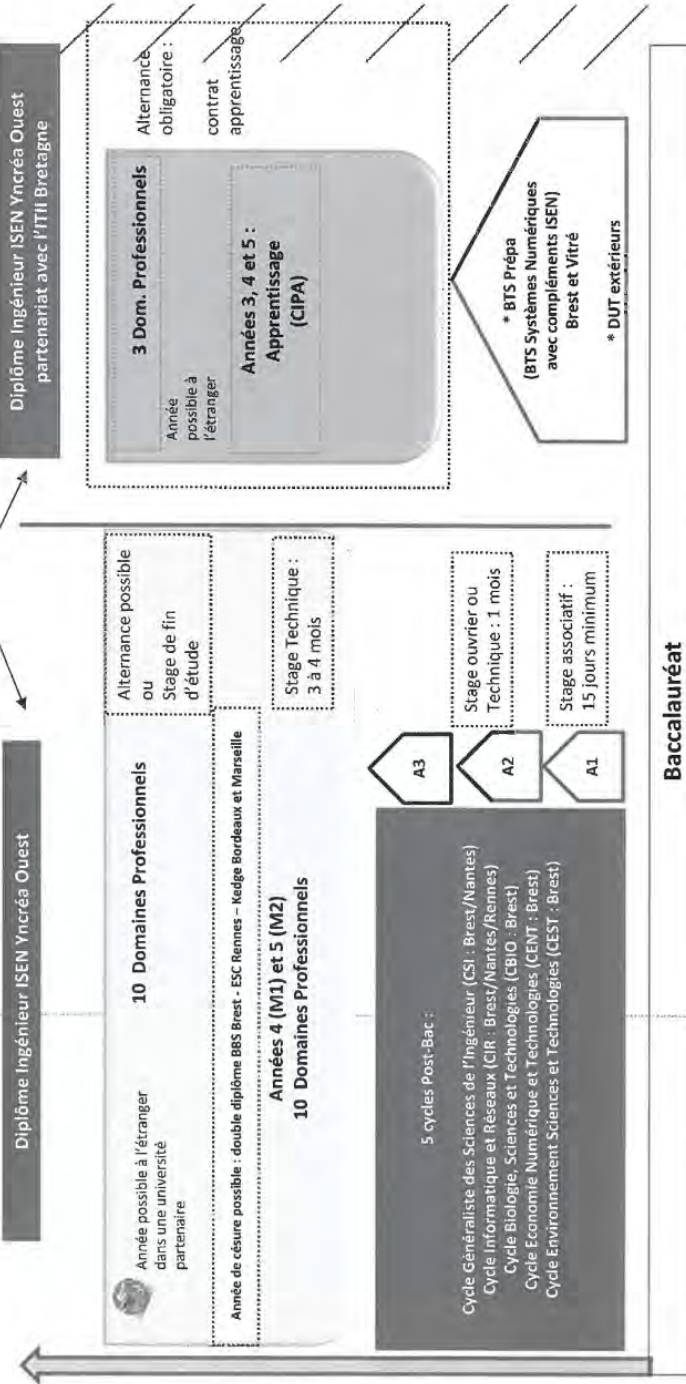 Diplôme Ingénieur ISEN Yncréa Ouest
Année possible à l'étranger
dans une université
partenaire
10 Domaines Professionnels
Alternance possible
ou
Stage de fin
d'étude
Année de césure possible : double diplôme BBS Brest - ESC Rennes – Kedge Bordeaux et Marseille
Années 4 (M1) et 5 (M2)
10 Domaines Professionnels
Stage Technique :
3 à 4 mois
5 cycles Post-Bac :
Cycle Généraliste des Sciences de l'Ingénieur (CSI : Brest/Nantes)
Cycle Informatique et Réseaux (CIR : Brest/Nantes/Rennes)
Cycle Biologie, Sciences et Technologies (CBIO : Brest)
Cycle Economie Numérique et Technologies (CENT : Brest)
Cycle Environnement Sciences et Technologies (CEST : Brest)
A3
A2
A1
Stage ouvrier ou
Technique : 1 mois
Stage associatif :
15 jours minimum
Diplôme Ingénieur ISEN Yncréa Ouest
partenariat avec l'ITII Bretagne
3 Dom. Professionnels
Année
possible à
l'étranger
Années 3, 4 et 5 :
Apprentissage
(CIPA)
Alternance
obligatoire :
contrat
apprentissage
* BTS Prépa
(BTS Systèmes Numériques
avec compléments ISEN)
Brest et Vitré
* DUT extérieurs
Baccalauréat